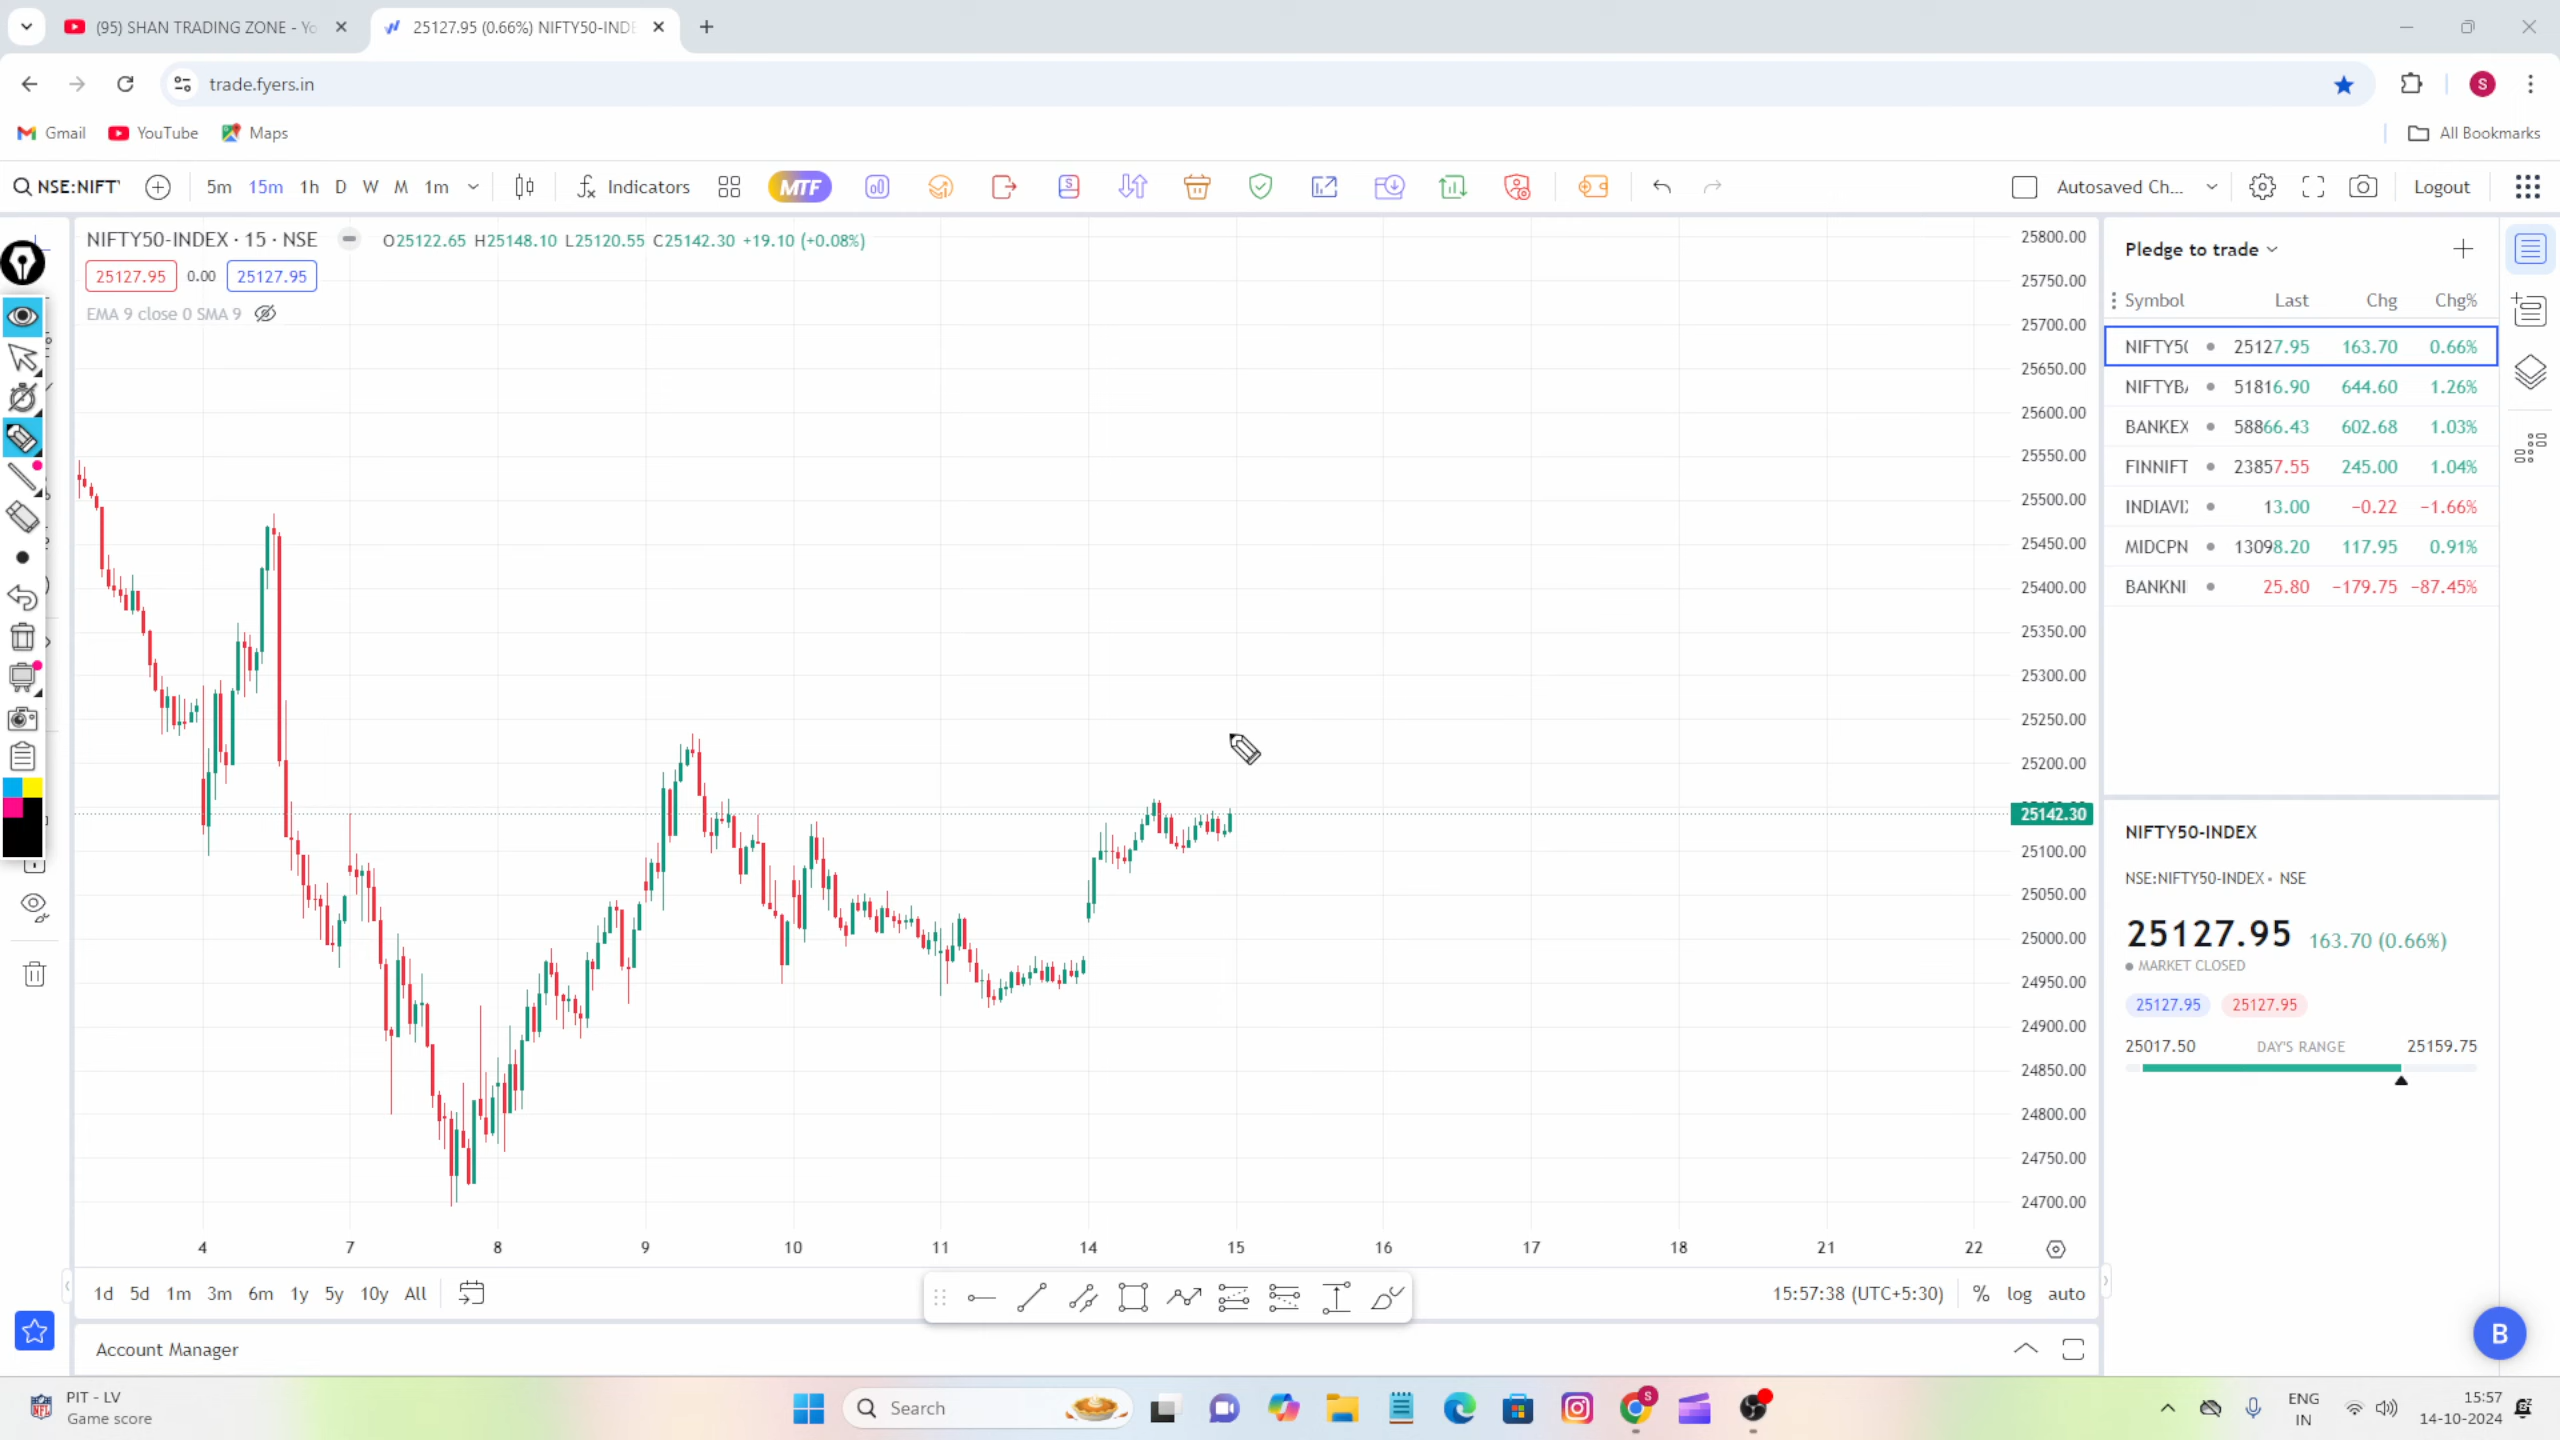 (95) SHAN TRADING ZONE - Yo
25127.95 (0.66%) NIFTY50-INDE
trade.fyers.in
S
Gmail
YouTube
Maps
All Bookmarks
NSE:NIFT
5m
15m
1h
D
W
M
1m
Indicators
MTF
Autosaved Ch...
Logout
NIFTY50-INDEX · 15 · NSE
O25122.65 H25148.10 L25120.55 C25142.30 +19.10 (+0.08%)
25127.95
0.00
25127.95
EMA 9 close 0 SMA 9
25800.00
25750.00
25700.00
25650.00
25600.00
25550.00
25500.00
25450.00
25400.00
25350.00
25300.00
25250.00
25200.00
25142.30
25100.00
25050.00
25000.00
24950.00
24900.00
24850.00
24800.00
24750.00
24700.00
4
7
8
9
10
11
14
15
16
17
18
21
22
1d
5d
1m
3m
6m
1y
5y
10y
All
15:57:38 (UTC+5:30)
%
log
auto
Account Manager
Pledge to trade
Symbol Last Chg Chg%
NIFTY50 25127.95 163.70 0.66%
NIFTYB 51816.90 644.60 1.26%
BANKEX 58866.43 602.68 1.03%
FINNIFT 23857.55 245.00 1.04%
INDIAVI 13.00 −0.22 −1.66%
MIDCPN 13098.20 117.95 0.91%
BANKNI 25.80 −179.75 −87.45%
NIFTY50-INDEX
NSE:NIFTY50-INDEX • NSE
25127.95 163.70 (0.66%)
MARKET CLOSED
25127.95
25127.95
25017.50 DAY'S RANGE 25159.75
B
PIT - LV
Game score
Search
S
ENG
IN
15:57
14-10-2024